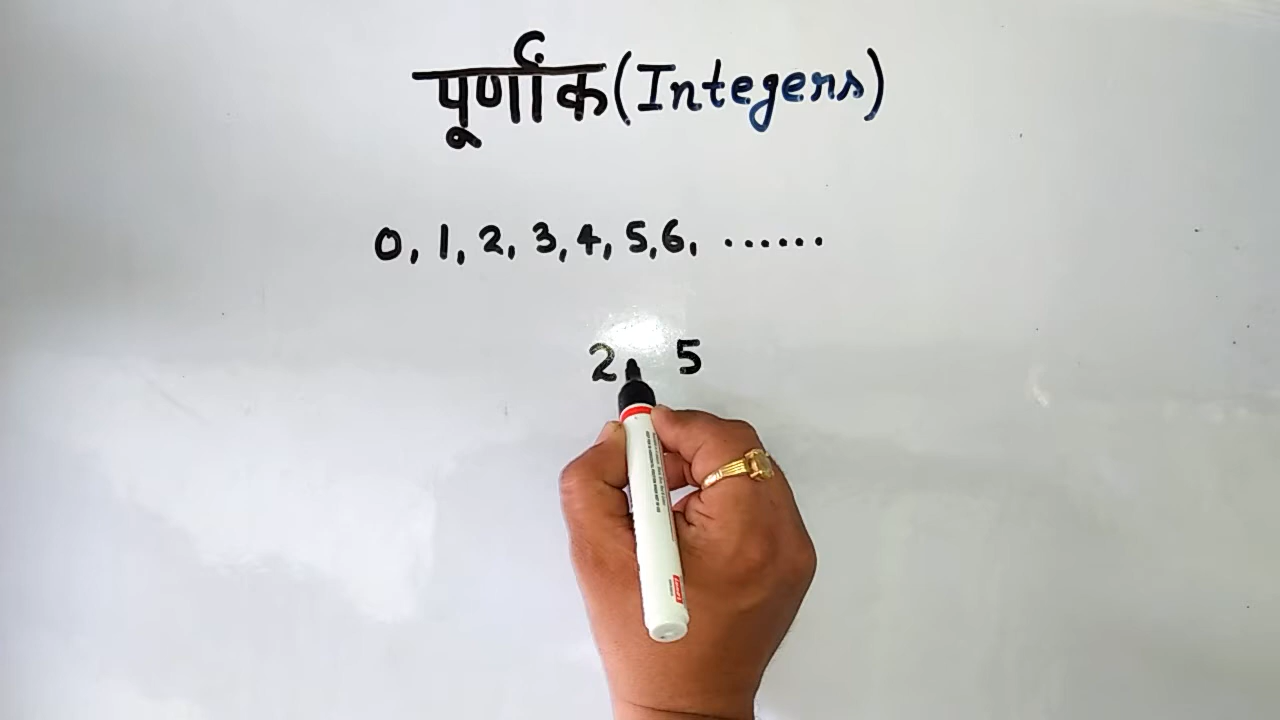 पूर्णांक (Integers)
0, 1, 2, 3, 4, 5, 6, ......
2 5